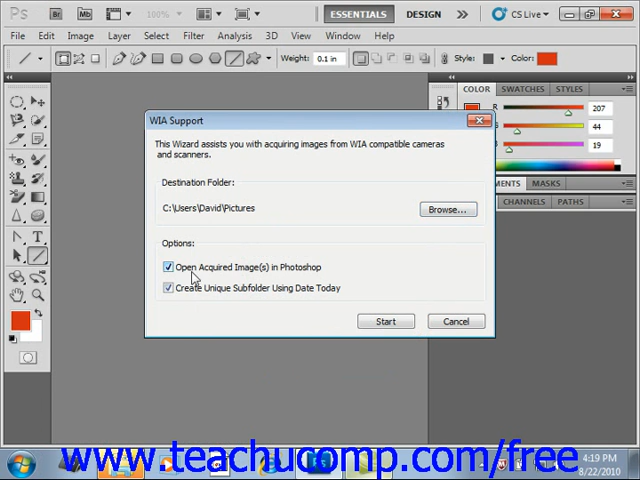 Ps Br Mb 150% ESSENTIALS DESIGN CS Live
File Edit Image Layer Select Filter Analysis 3D View Window Help
Weight: 0.1 in Style: Color:
COLOR SWATCHES STYLES
R 207
G 44
B 19
MENTS MASKS
CHANNELS PATHS
WIA Support
This Wizard assists you with acquiring images from WIA compatible cameras
and scanners.
Destination Folder:
C:\Users\David\Pictures
Browse...
Options:
Open Acquired Image(s) in Photoshop
Create Unique Subfolder Using Date Today
Start Cancel
www.teachucomp.com/free
4:19 PM
8/22/2010